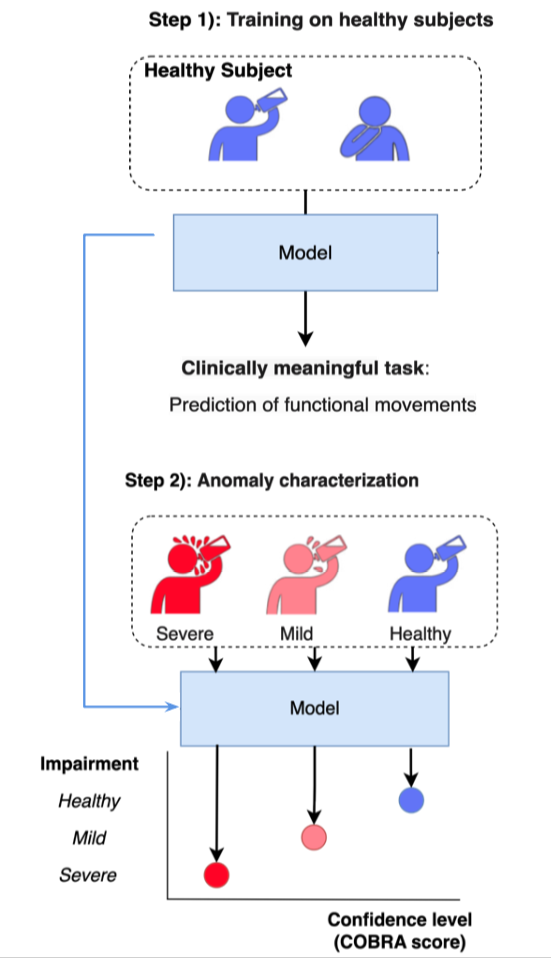 Step 1): Training on healthy subjects
Healthy Subject
Model
Clinically meaningful task:
Prediction of functional movements
Step 2): Anomaly characterization
Severe Mild Healthy
Model
Impairment
Healthy
Mild
Severe
Confidence level
(COBRA score)